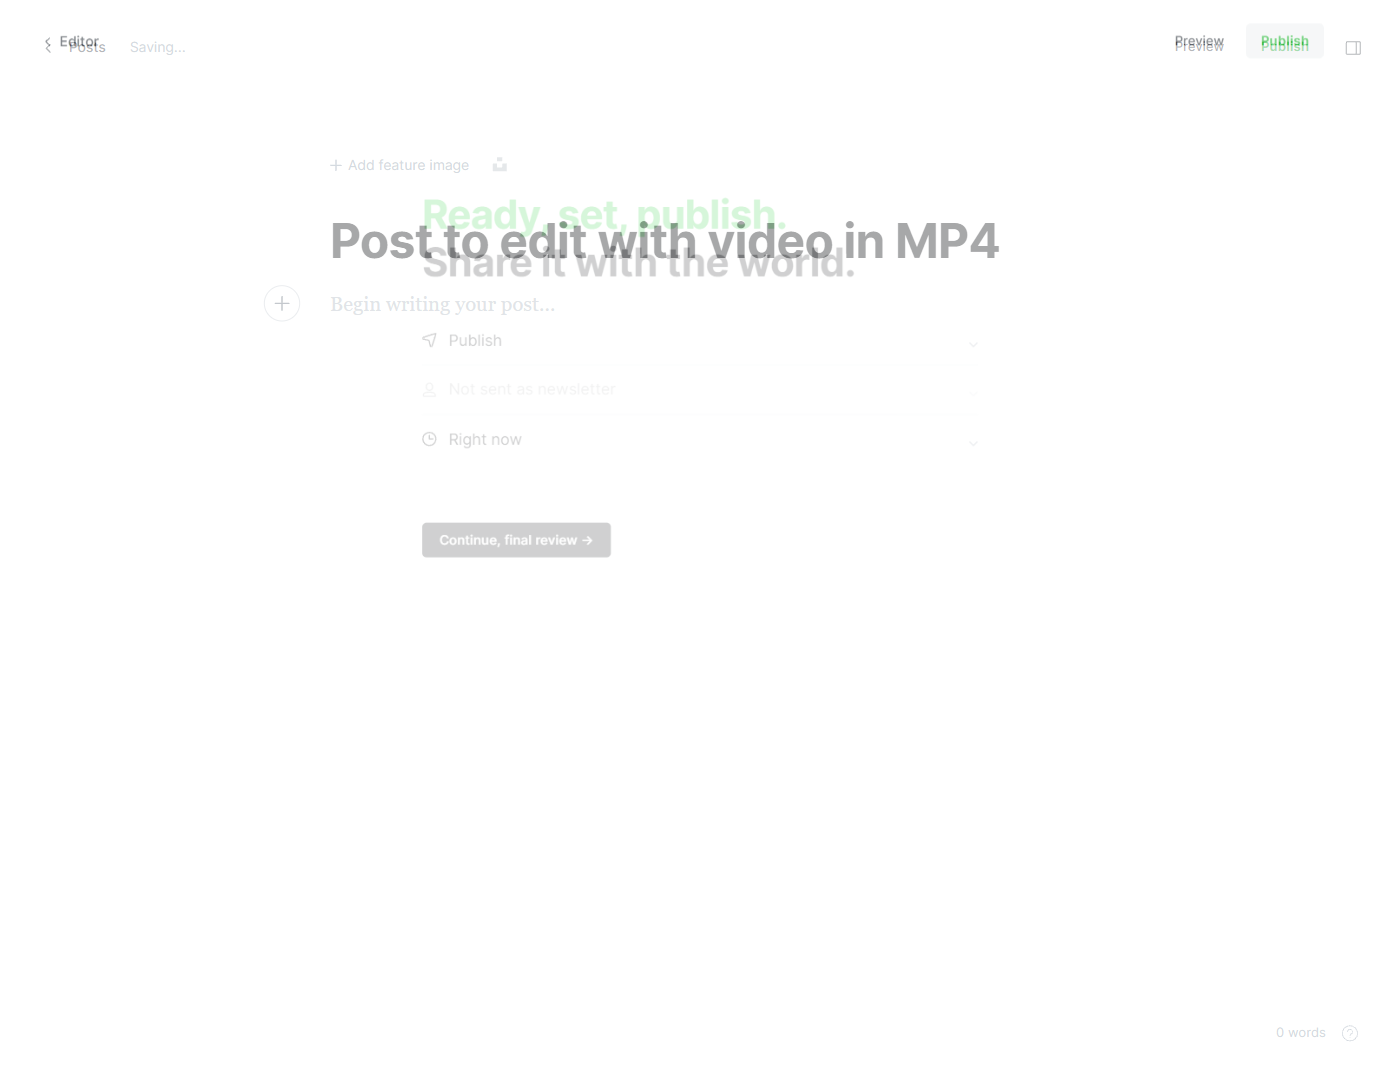 Editor
Posts
Saving...
Preview
Preview
Publish
Publish
Add feature image
Ready, set, publish.
Post to edit with video in MP4
Share it with the world.
Begin writing your post...
Publish
Not sent as newsletter
Right now
Continue, final review →
0 words